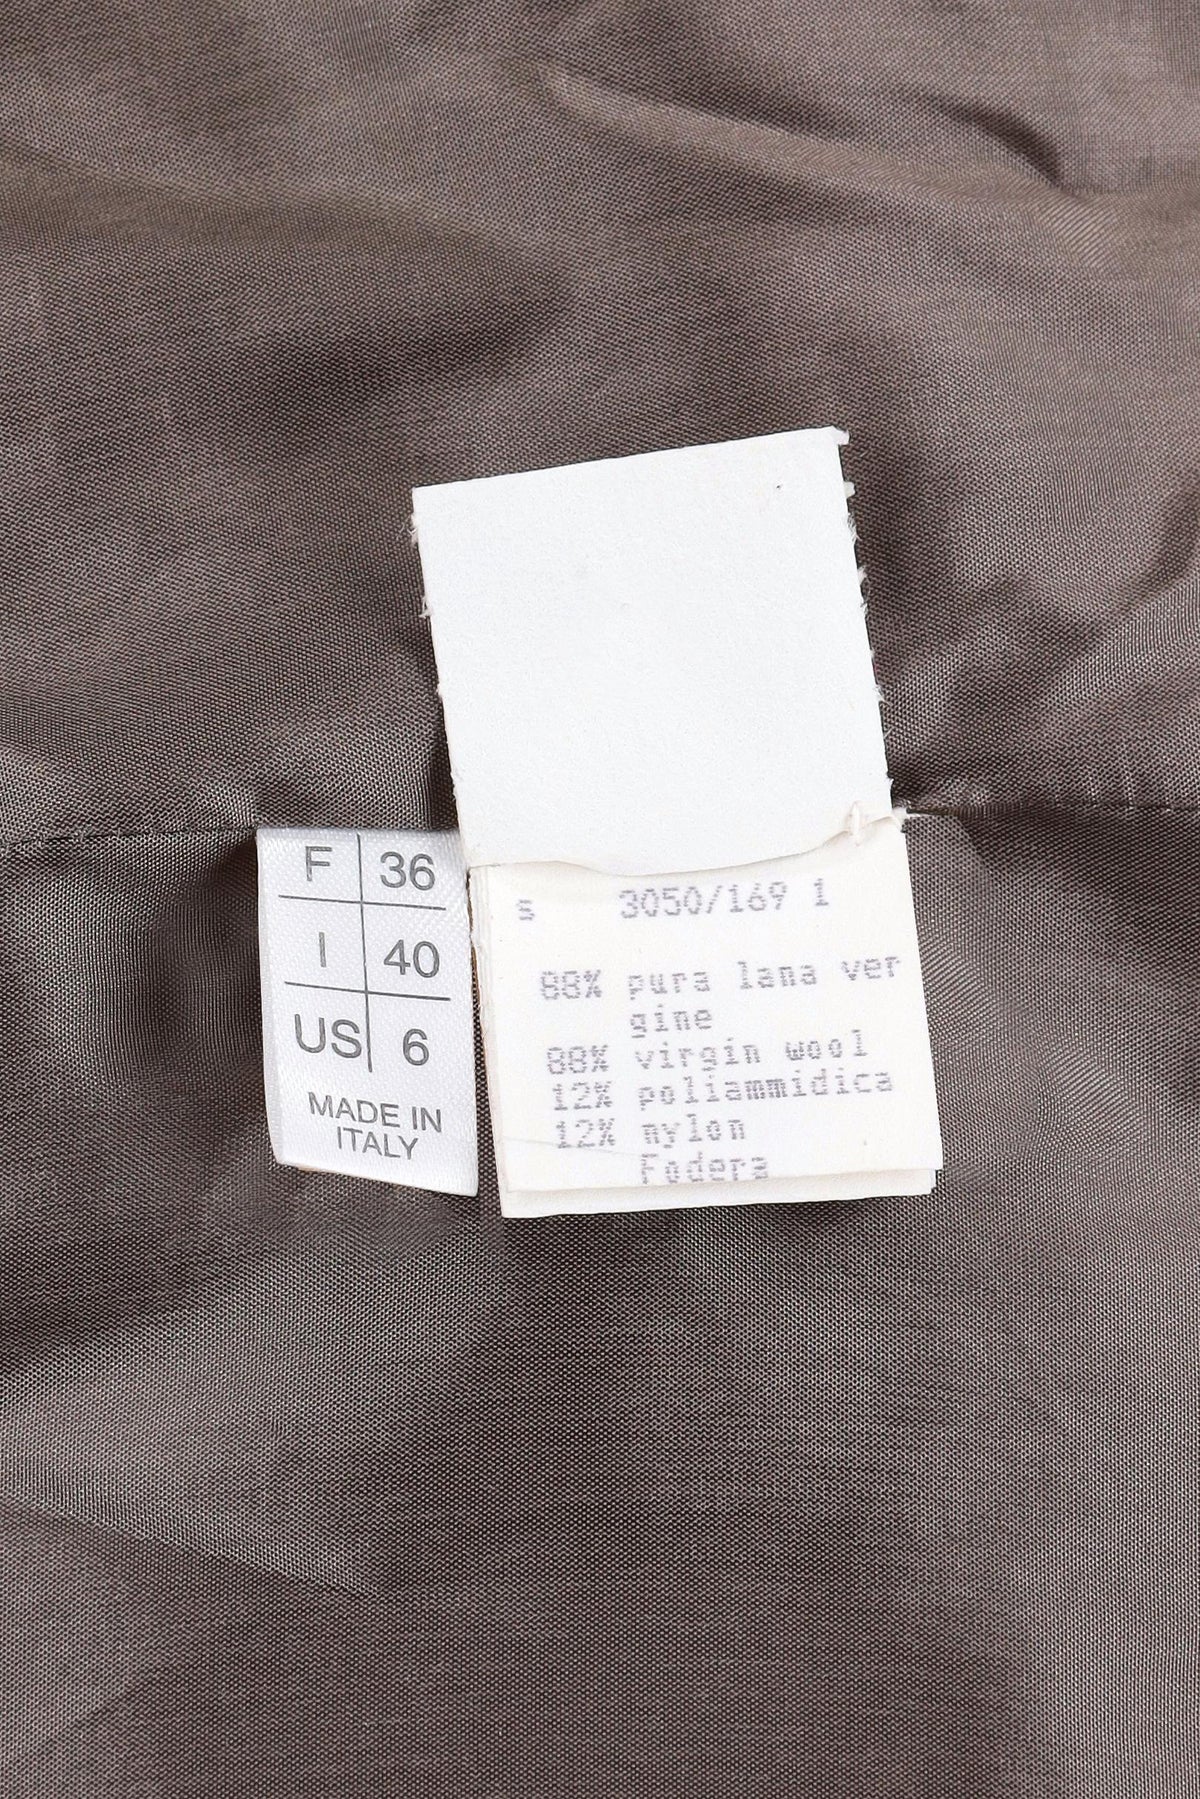 F 36
I 40
US 6
MADE IN
ITALY
s 3050/169 1
88% pura lana ver
gine
88% virgin wool
12% poliammidica
12% nylon
Fodera